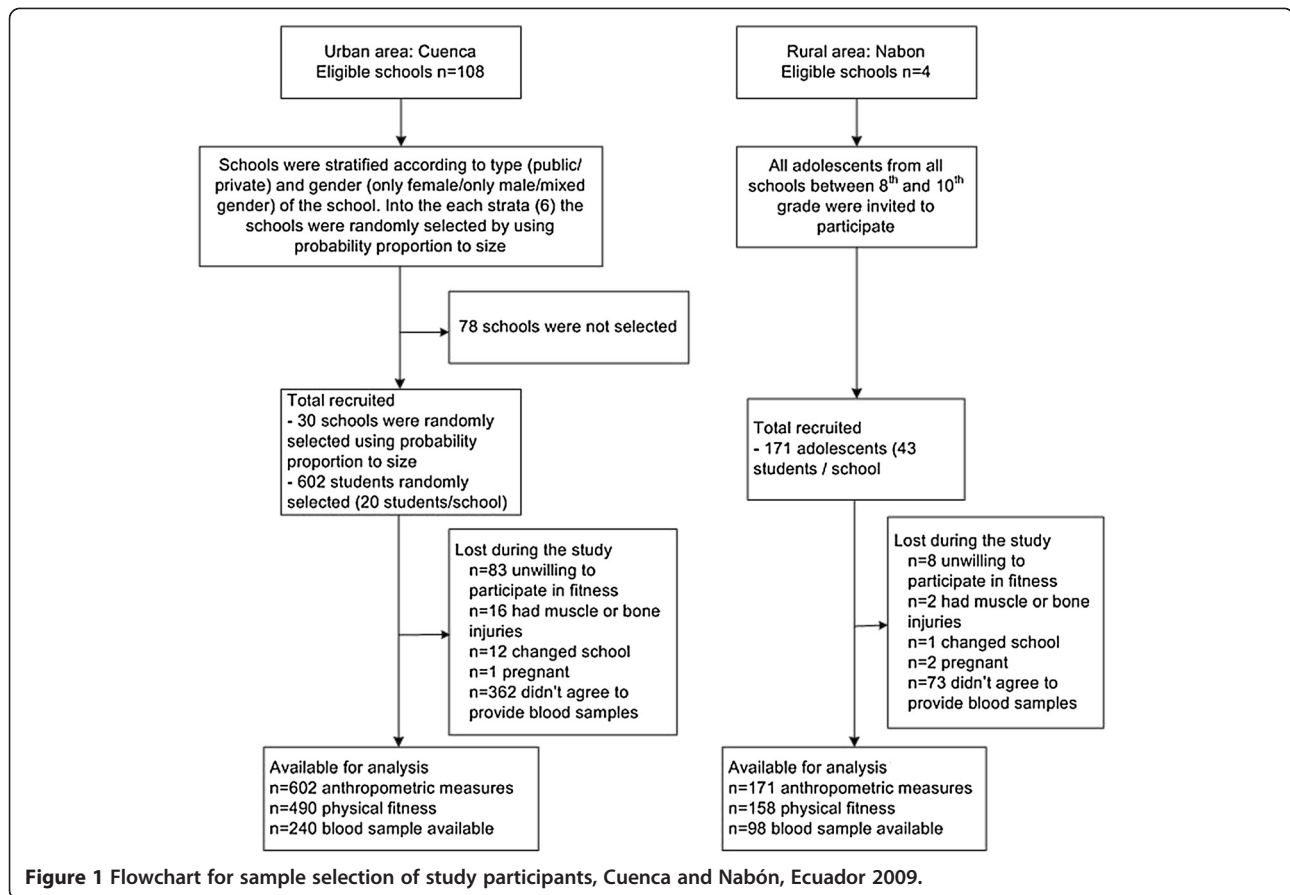 Urban area: Cuenca
Eligible schools n=108
Schools were stratified according to type (public/
private) and gender (only female/only male/mixed
gender) of the school. Into the each strata (6) the
schools were randomly selected by using
probability proportion to size
78 schools were not selected
Total recruited
- 30 schools were randomly
selected using probability
proportion to size
- 602 students randomly
selected (20 students/school)
Lost during the study
n=83 unwilling to
participate in fitness
n=16 had muscle or bone
injuries
n=12 changed school
n=1 pregnant
n=362 didn't agree to
provide blood samples
Available for analysis
n=602 anthropometric measures
n=490 physical fitness
n=240 blood sample available
Rural area: Nabon
Eligible schools n=4
All adolescents from all
schools between 8th and 10th
grade were invited to
participate
Total recruited
- 171 adolescents (43
students / school
Lost during the study
n=8 unwilling to
participate in fitness
n=2 had muscle or bone
injuries
n=1 changed school
n=2 pregnant
n=73 didn't agree to
provide blood samples
Available for analysis
n=171 anthropometric measures
n=158 physical fitness
n=98 blood sample available
Figure 1 Flowchart for sample selection of study participants, Cuenca and Nabón, Ecuador 2009.